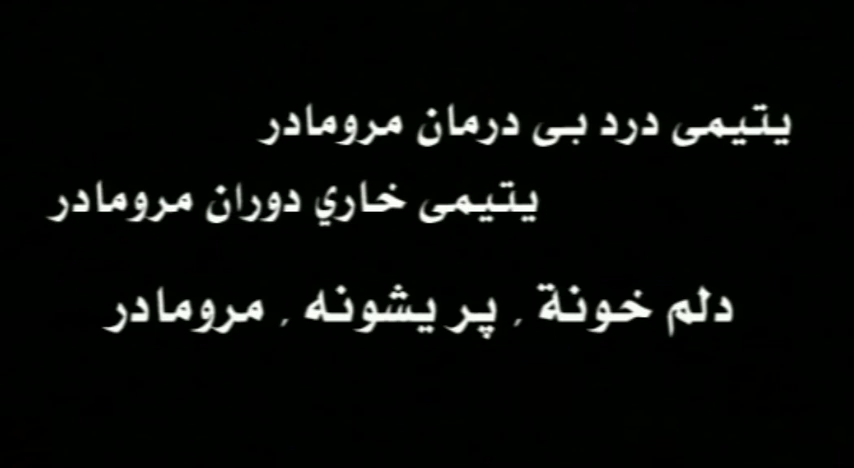 یتیمی درد بی درمان مرومادر
یتیمی خاري دوران مرومادر
دلم خونة , پر یشونه , مرومادر